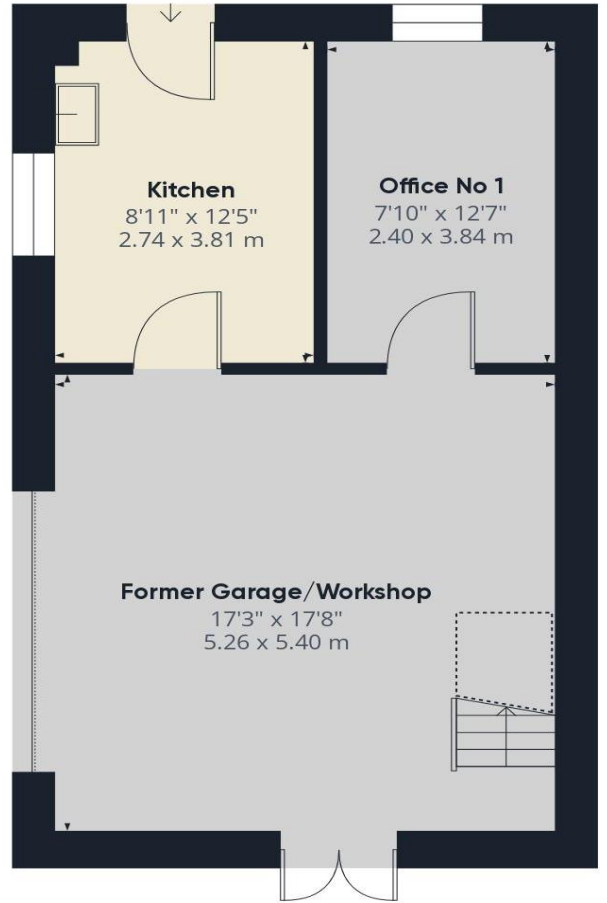 Kitchen
8'11" x 12'5"
2.74 x 3.81 m
Office No 1
7'10" x 12'7"
2.40 x 3.84 m
Former Garage/Workshop
17'3" x 17'8"
5.26 x 5.40 m